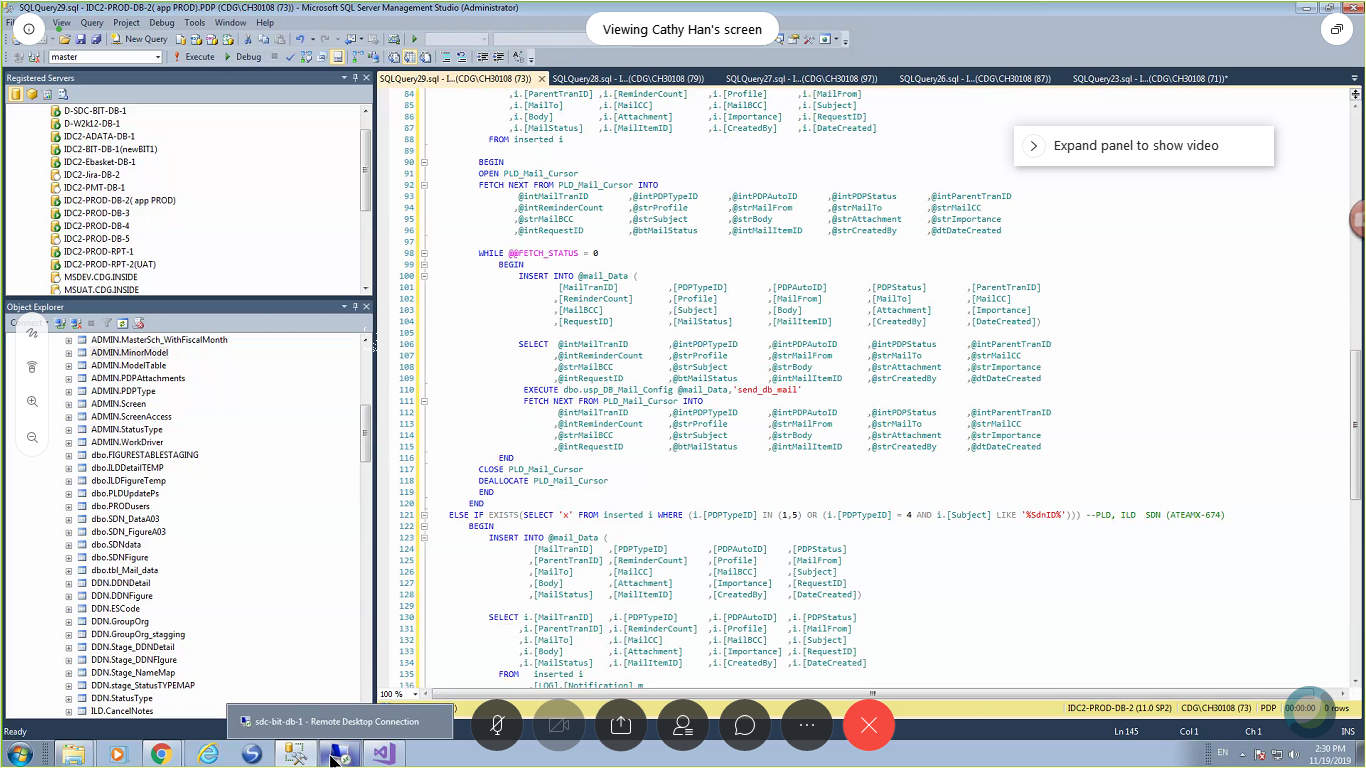 SQLQuery29.sql - IDC2-PROD-DB-2( app PROD).PDP (CDG\CH30108 (73)) - Microsoft SQL Server Management Studio (Administrator)
View Query Project Debug Tools Window Help
Viewing Cathy Han's screen
New Query
master Execute Debug
Registered Servers
D-SDC-BIT-DB-1
D-W2k12-DB-1
IDC2-ADATA-DB-1
IDC2-BIT-DB-1(newBIT1)
IDC2-Ebasket-DB-1
IDC2-Jira-DB-2
IDC2-PMT-DB-1
IDC2-PROD-DB-2( app PROD)
IDC2-PROD-DB-3
IDC2-PROD-DB-4
IDC2-PROD-DB-5
IDC2-PROD-RPT-1
IDC2-PROD-RPT-2(UAT)
MSDEV.CDG.INSIDE
MSUAT.CDG.INSIDE
Object Explorer
ADMIN.MasterSch_WithFiscalMonth
ADMIN.MinorModel
ADMIN.ModelTable
ADMIN.PDPAttachments
ADMIN.PDPType
ADMIN.Screen
ADMIN.ScreenAccess
ADMIN.StatusType
ADMIN.WorkDriver
dbo.FIGURESTABLESTAGING
dbo.ILDDetailTEMP
dbo.ILDFigureTemp
dbo.PLDUpdatePs
dbo.PRODusers
dbo.SDN_DataA03
dbo.SDN_FigureA03
dbo.SDNdata
dbo.SDNFigure
dbo.tbl_Mail_data
DDN.DDNDetail
DDN.DDNFigure
DDN.ESCode
DDN.GroupOrg
DDN.GroupOrg_stagging
DDN.Stage_DDNDetail
DDN.Stage_DDNFIgure
DDN.Stage_NameMap
DDN.stage_StatusTYPEMAP
DDN.StatusType
ILD.CancelNotes
SQLQuery29.sql - I...(CDG\CH30108 (73)) SQLQuery28.sql - I...(CDG\CH30108 (79)) SQLQuery27.sql - I...(CDG\CH30108 (97)) SQLQuery26.sql - I...(CDG\CH30108 (87)) SQLQuery23.sql - I...(CDG\CH30108 (71))*
Expand panel to show video
84 ,i.[ParentTranID] ,i.[ReminderCount] ,i.[Profile] ,i.[MailFrom]
85 ,i.[MailTo] ,i.[MailCC] ,i.[MailBCC] ,i.[Subject]
86 ,i.[Body] ,i.[Attachment] ,i.[Importance] ,i.[RequestID]
87 ,i.[MailStatus] ,i.[MailItemID] ,i.[CreatedBy] ,i.[DateCreated]
88 FROM inserted i
89
90 BEGIN
91 OPEN PLD_Mail_Cursor
92 FETCH NEXT FROM PLD_Mail_Cursor INTO
93 @intMailTranID ,@intPDPTypeID ,@intPDPAutoID ,@intPDPStatus ,@intParentTranID
94 ,@intReminderCount ,@strProfile ,@strMailFrom ,@strMailTo ,@strMailCC
95 ,@strMailBCC ,@strSubject ,@strBody ,@strAttachment ,@strImportance
96 ,@intRequestID ,@btMailStatus ,@intMailItemID ,@strCreatedBy ,@dtDateCreated
97
98 WHILE @@FETCH_STATUS = 0
99 BEGIN
100 INSERT INTO @mail_Data (
101 [MailTranID] ,[PDPTypeID] ,[PDPAutoID] ,[PDPStatus] ,[ParentTranID]
102 ,[ReminderCount] ,[Profile] ,[MailFrom] ,[MailTo] ,[MailCC]
103 ,[MailBCC] ,[Subject] ,[Body] ,[Attachment] ,[Importance]
104 ,[RequestID] ,[MailStatus] ,[MailItemID] ,[CreatedBy] ,[DateCreated])
105
106 SELECT @intMailTranID ,@intPDPTypeID ,@intPDPAutoID ,@intPDPStatus ,@intParentTranID
107 ,@intReminderCount ,@strProfile ,@strMailFrom ,@strMailTo ,@strMailCC
108 ,@strMailBCC ,@strSubject ,@strBody ,@strAttachment ,@strImportance
109 ,@intRequestID ,@btMailStatus ,@intMailItemID ,@strCreatedBy ,@dtDateCreated
110 EXECUTE dbo.usp_DB_Mail_Config @mail_Data,'send_db_mail'
111 FETCH NEXT FROM PLD_Mail_Cursor INTO
112 @intMailTranID ,@intPDPTypeID ,@intPDPAutoID ,@intPDPStatus ,@intParentTranID
113 ,@intReminderCount ,@strProfile ,@strMailFrom ,@strMailTo ,@strMailCC
114 ,@strMailBCC ,@strSubject ,@strBody ,@strAttachment ,@strImportance
115 ,@intRequestID ,@btMailStatus ,@intMailItemID ,@strCreatedBy ,@dtDateCreated
116 END
117 CLOSE PLD_Mail_Cursor
118 DEALLOCATE PLD_Mail_Cursor
119 END
120 END
121 ELSE IF EXISTS(SELECT 'x' FROM inserted i WHERE (i.[PDPTypeID] IN (1,5) OR (i.[PDPTypeID] = 4 AND i.[Subject] LIKE '%SdnID%'))) --PLD, ILD SDN (ATEAMX-674)
122 BEGIN
123 INSERT INTO @mail_Data (
124 [MailTranID] ,[PDPTypeID] ,[PDPAutoID] ,[PDPStatus]
125 ,[ParentTranID] ,[ReminderCount] ,[Profile] ,[MailFrom]
126 ,[MailTo] ,[MailCC] ,[MailBCC] ,[Subject]
127 ,[Body] ,[Attachment] ,[Importance] ,[RequestID]
128 ,[MailStatus] ,[MailItemID] ,[CreatedBy] ,[DateCreated])
129
130 SELECT i.[MailTranID] ,i.[PDPTypeID] ,i.[PDPAutoID] ,i.[PDPStatus]
131 ,i.[ParentTranID] ,i.[ReminderCount] ,i.[Profile] ,i.[MailFrom]
132 ,i.[MailTo] ,i.[MailCC] ,i.[MailBCC] ,i.[Subject]
133 ,i.[Body] ,i.[Attachment] ,i.[Importance] ,i.[RequestID]
134 ,i.[MailStatus] ,i.[MailItemID] ,i.[CreatedBy] ,i.[DateCreated]
135 FROM inserted i
136 ,[LOG].[Notification] m
100 %
IDC2-PROD-DB-2 (11.0 SP2) CDG\CH30108 (73) PDP 00:00:00 0 rows
sdc-bit-db-1 - Remote Desktop Connection
Ready Ln 145 Col 1 Ch 1 INS
EN 2:30 PM
11/19/2019